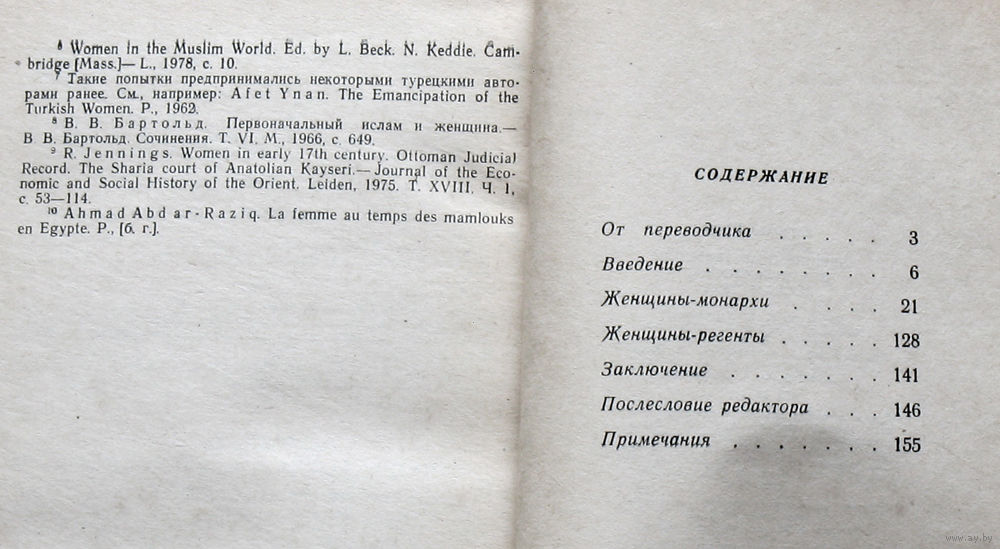 ⁶ Women in the Muslim World. Ed. by L. Beck. N. Keddie. Cam-
bridge [Mass.]— L., 1978, с. 10.
⁷ Такие попытки предпринимались некоторыми турецкими авто-
рами ранее. См., например: Afet Ynan. The Emancipation of the
Turkish Women. P., 1962.
⁸ В. В. Бартольд. Первоначальный ислам и женщина.—
В. В. Бартольд. Сочинения. Т. VI. М., 1966, с. 649.
⁹ R. Jennings. Women in early 17th century. Ottoman Judicial
Record. The Sharia court of Anatolian Kayseri.— Journal of the Eco-
nomic and Social History of the Orient. Leiden, 1975. T. XVIII, Ч. 1,
с. 53—114.
¹⁰ Ahmad Abd ar-Raziq. La femme au temps des mamlouks
en Egypte. P., [б. г.].
СОДЕРЖАНИЕ
От переводчика . . . . . 3
Введение . . . . . . . . 6
Женщины-монархи . . . . 21
Женщины-регенты . . . . . 128
Заключение . . . . . . . 141
Послесловие редактора . . . 146
Примечания . . . . . . . 155
www.ay.by